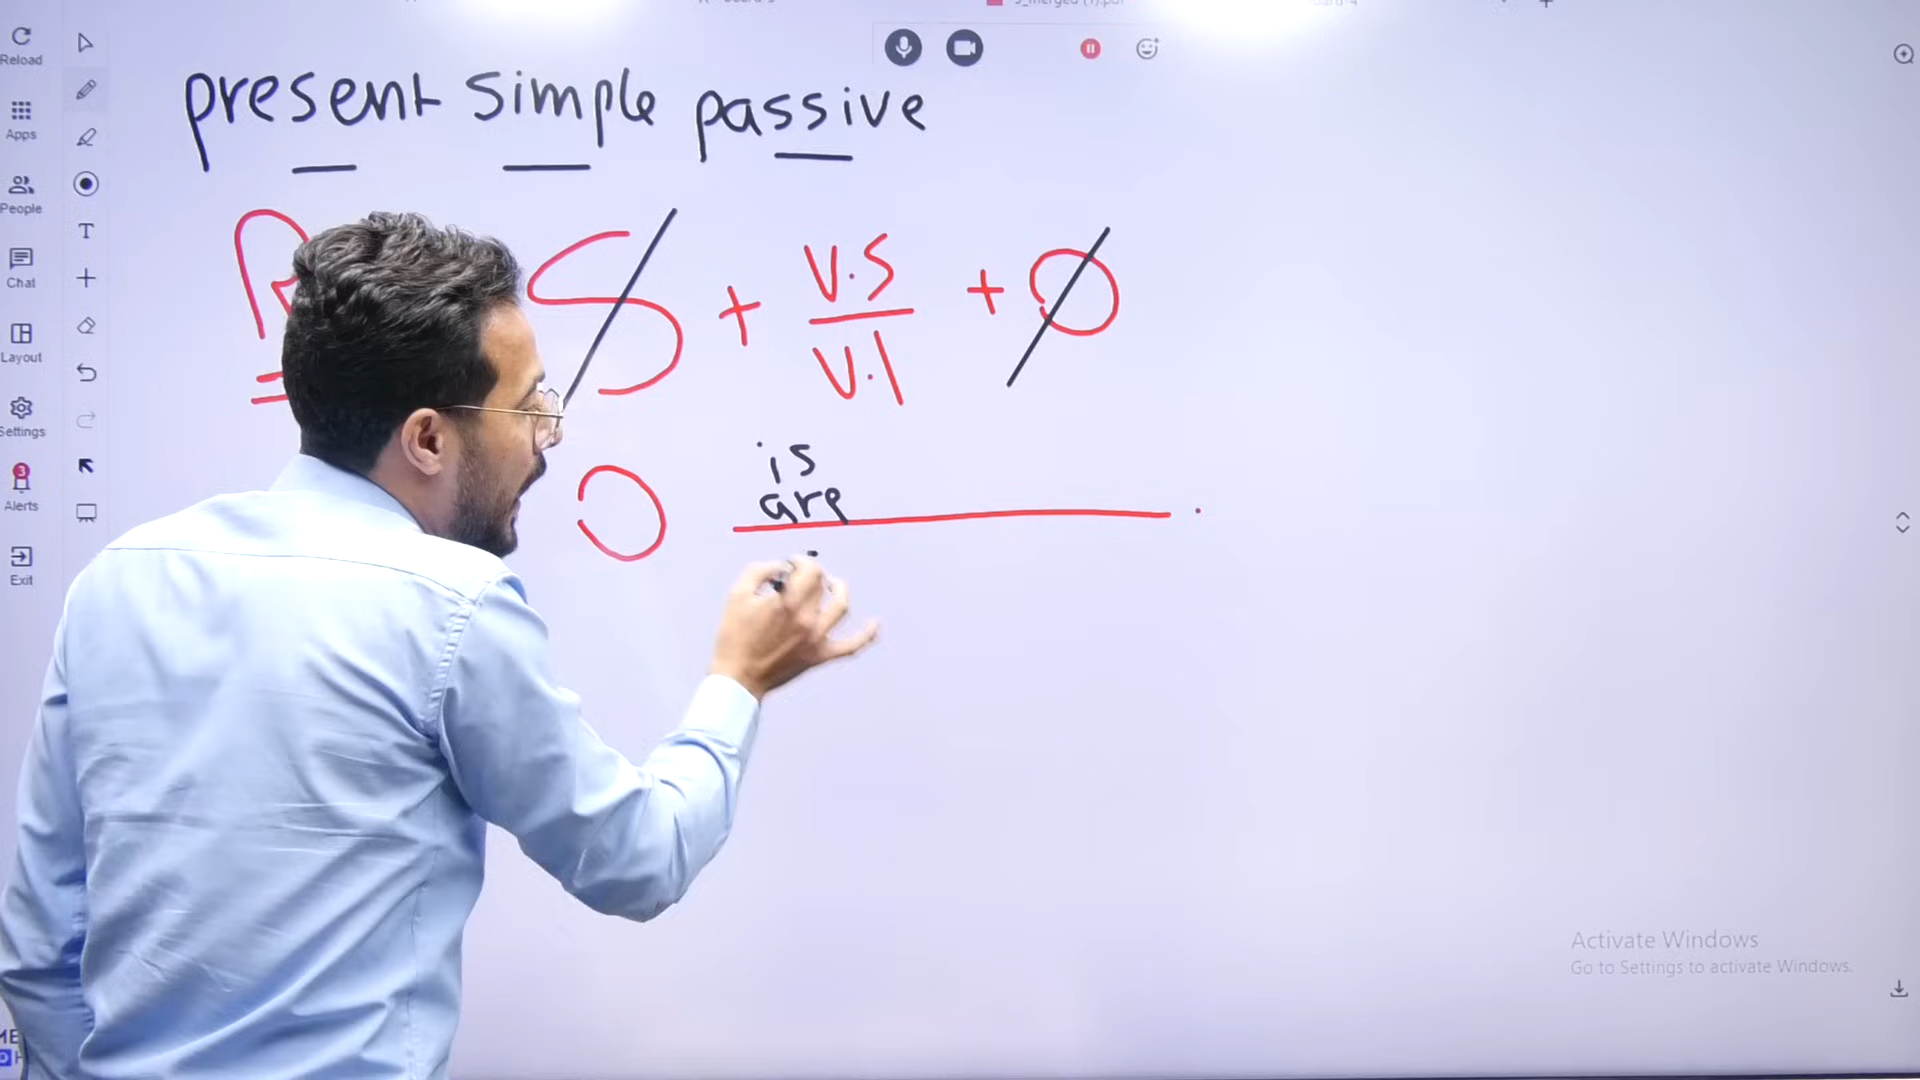 Reload
Apps
People
Chat
Layout
Settings
3
Alerts
Exit
T
present simple passive
S + V.S + O
V.1
O is
are
.
Activate Windows
Go to Settings to activate Windows.